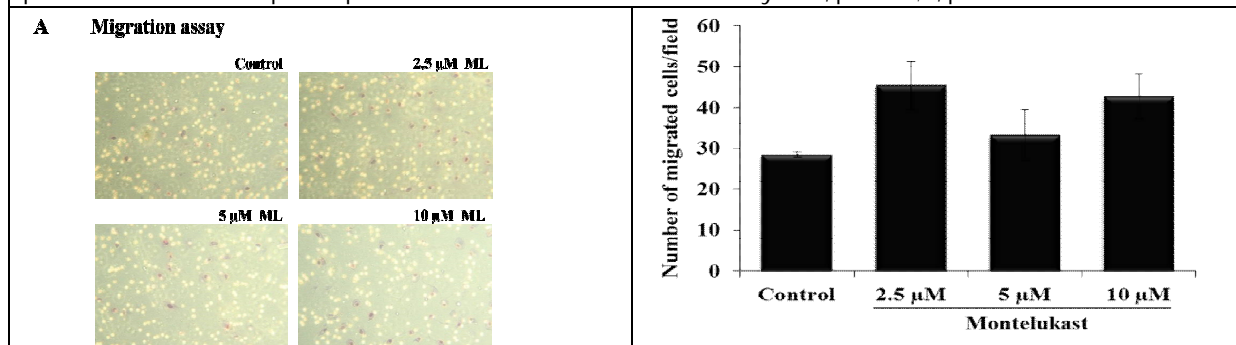 A Migration assay
Control
2.5 µM ML
5 µM ML
10 µM ML
Number of migrated cells/field
60
50
40
30
20
10
0
Control
2.5 µM
5 µM
10 µM
Montelukast